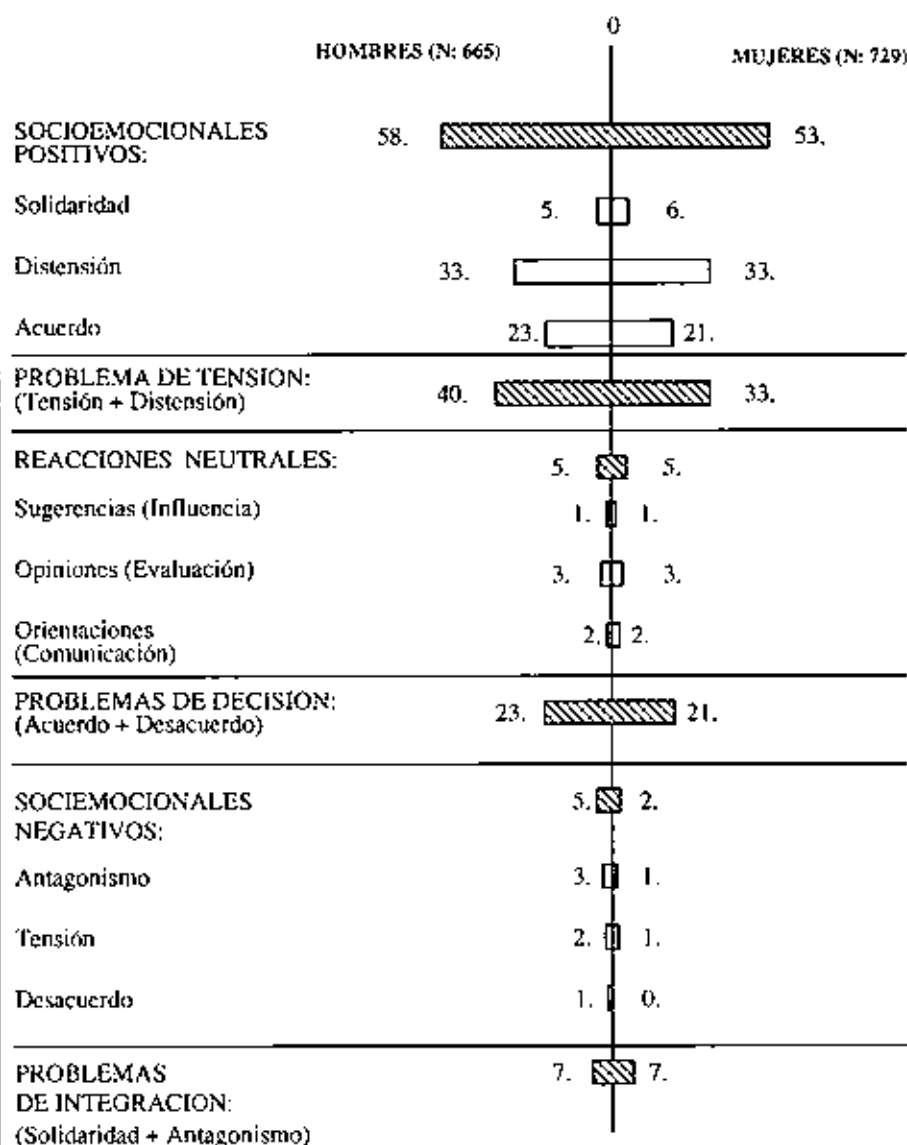 0
HOMBRES (N: 665) MUJERES (N: 729)
SOCIOEMOCIONALES 58. 53.
POSITIVOS:
Solidaridad 5. 6.
Distensión 33. 33.
Acuerdo 23. 21.
PROBLEMA DE TENSION: 40. 33.
(Tensión + Distensión)
REACCIONES NEUTRALES: 5. 5.
Sugerencias (Influencia) 1. 1.
Opiniones (Evaluación) 3. 3.
Orientaciones 2. 2.
(Comunicación)
PROBLEMAS DE DECISION: 23. 21.
(Acuerdo + Desacuerdo)
SOCIEMOCIONALES 5. 2.
NEGATIVOS:
Antagonismo 3. 1.
Tensión 2. 1.
Desacuerdo 1. 0.
PROBLEMAS 7. 7.
DE INTEGRACION:
(Solidaridad + Antagonismo)